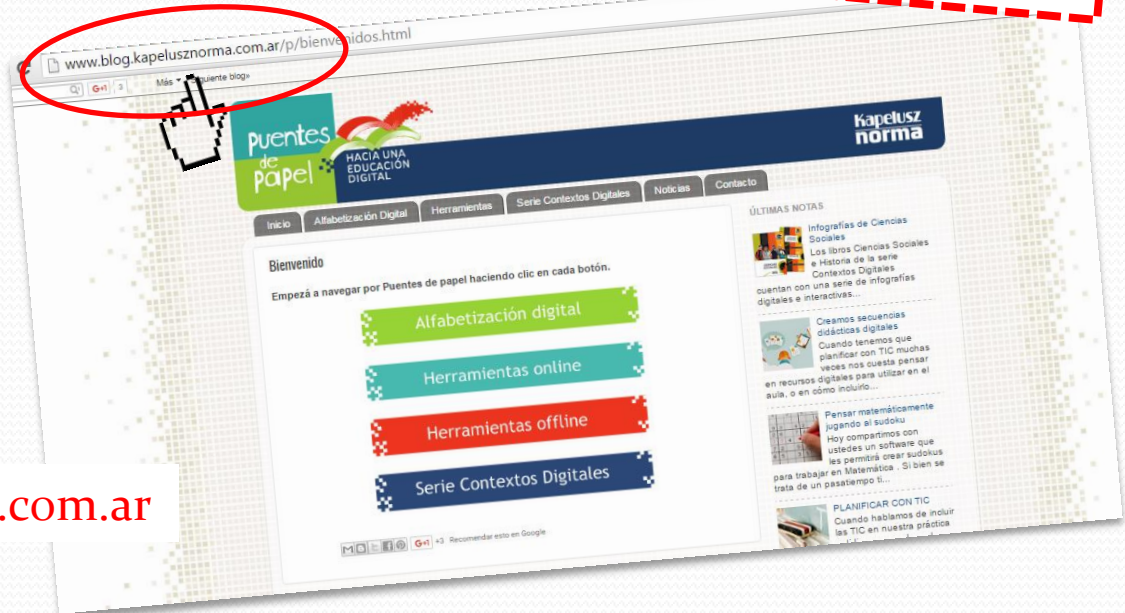 www.blog.kapelusznorma.com.ar/p/bienvenidos.html
G+1 3 Más Siguiente blog»
puentes
de
papel
HACIA UNA
EDUCACIÓN
DIGITAL
Kapelusz
norma
Inicio Alfabetización Digital Herramientas Serie Contextos Digitales Noticias Contacto
Bienvenido
Empezá a navegar por Puentes de papel haciendo clic en cada botón.
Alfabetización digital
Herramientas online
Herramientas offline
Serie Contextos Digitales
G+1 +3 Recomendar esto en Google
ÚLTIMAS NOTAS
Infografías de Ciencias
Sociales
Los libros Ciencias Sociales
e Historia de la serie
Contextos Digitales
cuentan con una serie de infografías
digitales e interactivas...
Creamos secuencias
didácticas digitales
Cuando tenemos que
planificar con TIC muchas
veces nos cuesta pensar
en recursos digitales para utilizar en el
aula, o en cómo incluirlo...
Pensar matemáticamente
jugando al sudoku
Hoy compartimos con
ustedes un software que
les permitirá crear sudokus
para trabajar en Matemática . Si bien se
trata de un pasatiempo ti...
PLANIFICAR CON TIC
Cuando hablamos de incluir
las TIC en nuestra práctica
.com.ar